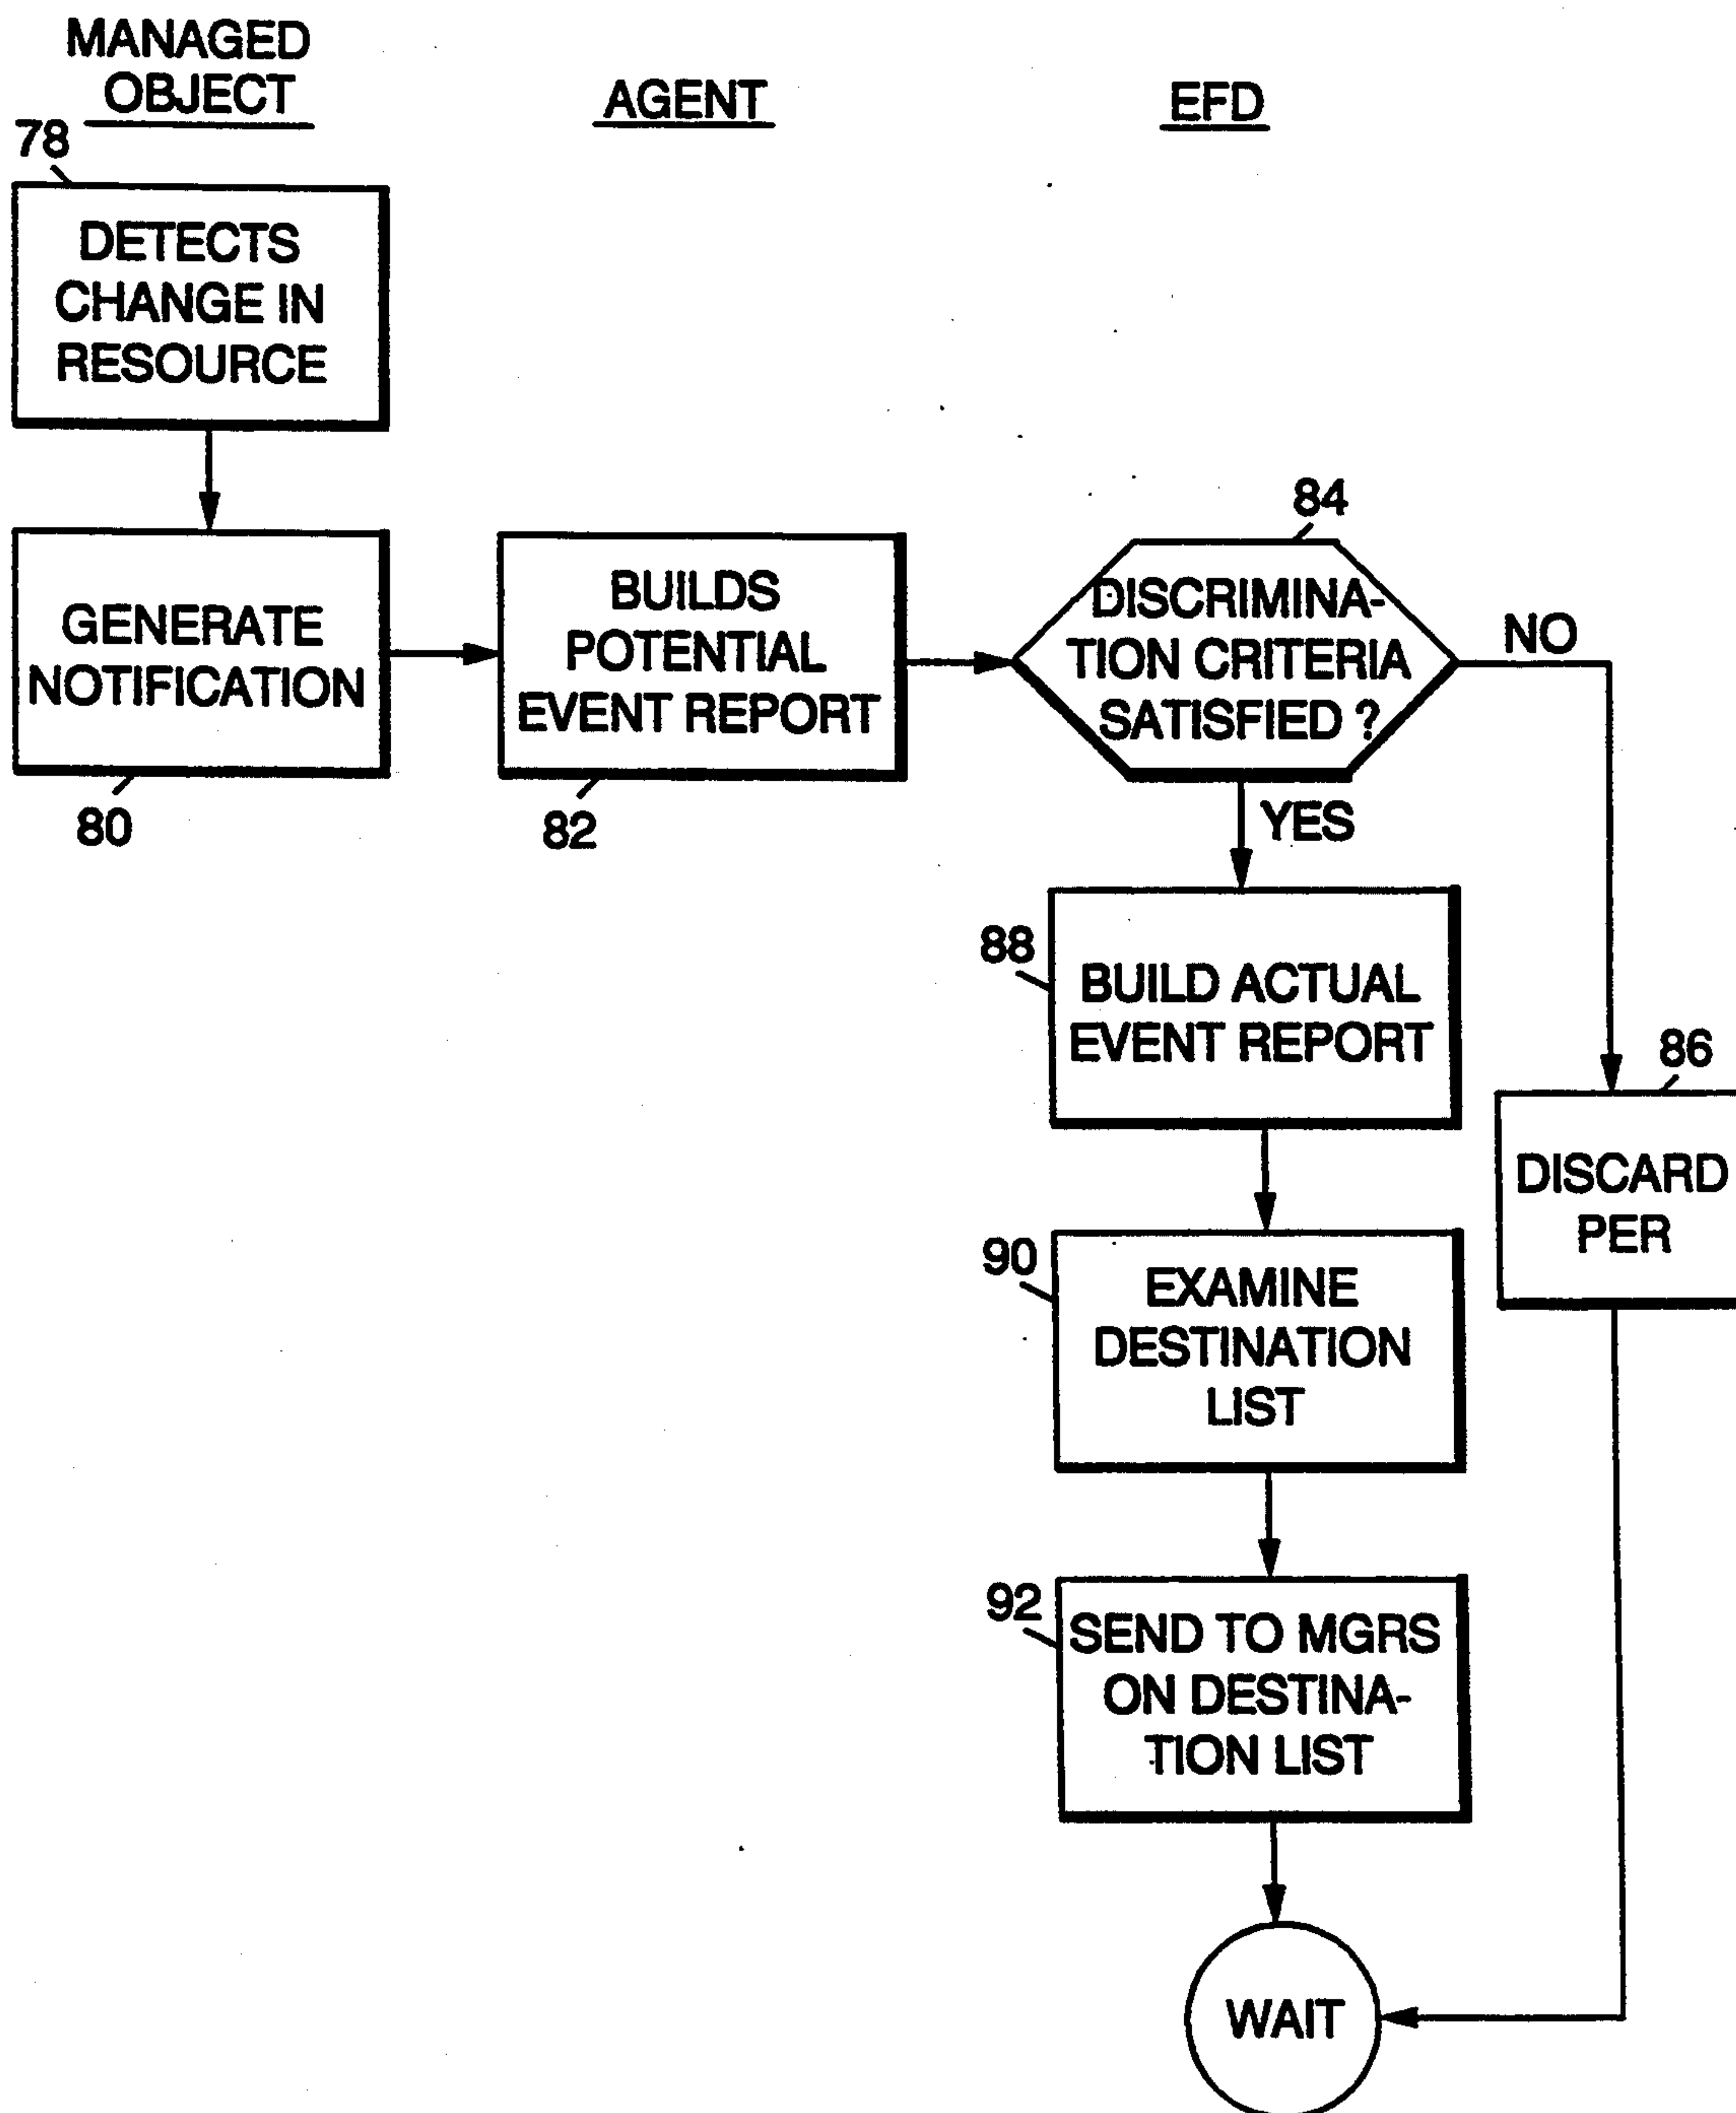 MANAGED
OBJECT
AGENT
EFD
78
DETECTS
CHANGE IN
RESOURCE
GENERATE
NOTIFICATION
80
BUILDS
POTENTIAL
EVENT REPORT
82
84
DISCRIMINA-
TION CRITERIA
SATISFIED ?
NO
YES
88
BUILD ACTUAL
EVENT REPORT
86
DISCARD
PER
90
EXAMINE
DESTINATION
LIST
92
SEND TO MGRS
ON DESTINA-
TION LIST
WAIT